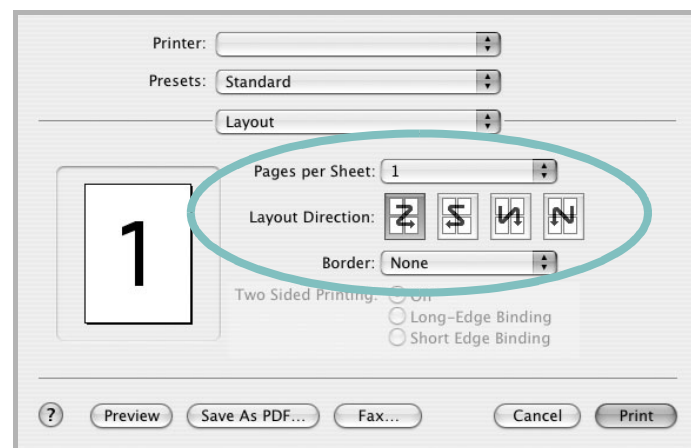 Printer:
Presets: Standard
Layout
Pages per Sheet: 1
Layout Direction:
Border: None
1
Two Sided Printing: Off
Long-Edge Binding
Short Edge Binding
? Preview Save As PDF... Fax... Cancel Print